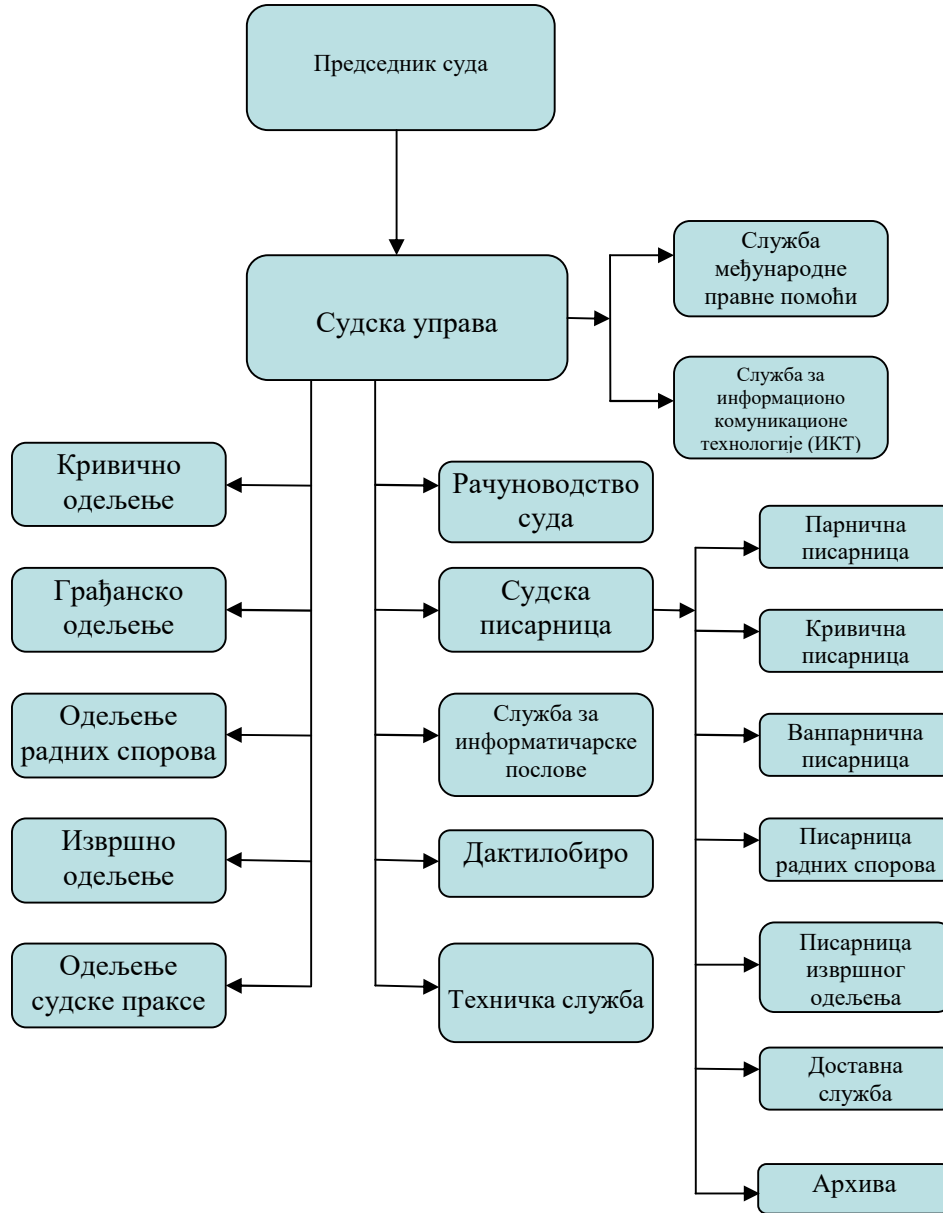 Председник суда
Судска управа
Служба
међународне
правне помоћи
Служба за
информационо
комуникационе
технологије (ИКТ)
Кривично
одељење
Грађанско
одељење
Одељење
радних спорова
Извршно
одељење
Одељење
судске праксе
Рачуноводство
суда
Судска
писарница
Служба за
информатичарске
послове
Дактилобиро
Техничка служба
Парнична
писарница
Кривична
писарница
Ванпарнична
писарница
Писарница
радних спорова
Писарница
извршног
одељења
Доставна
служба
Архива